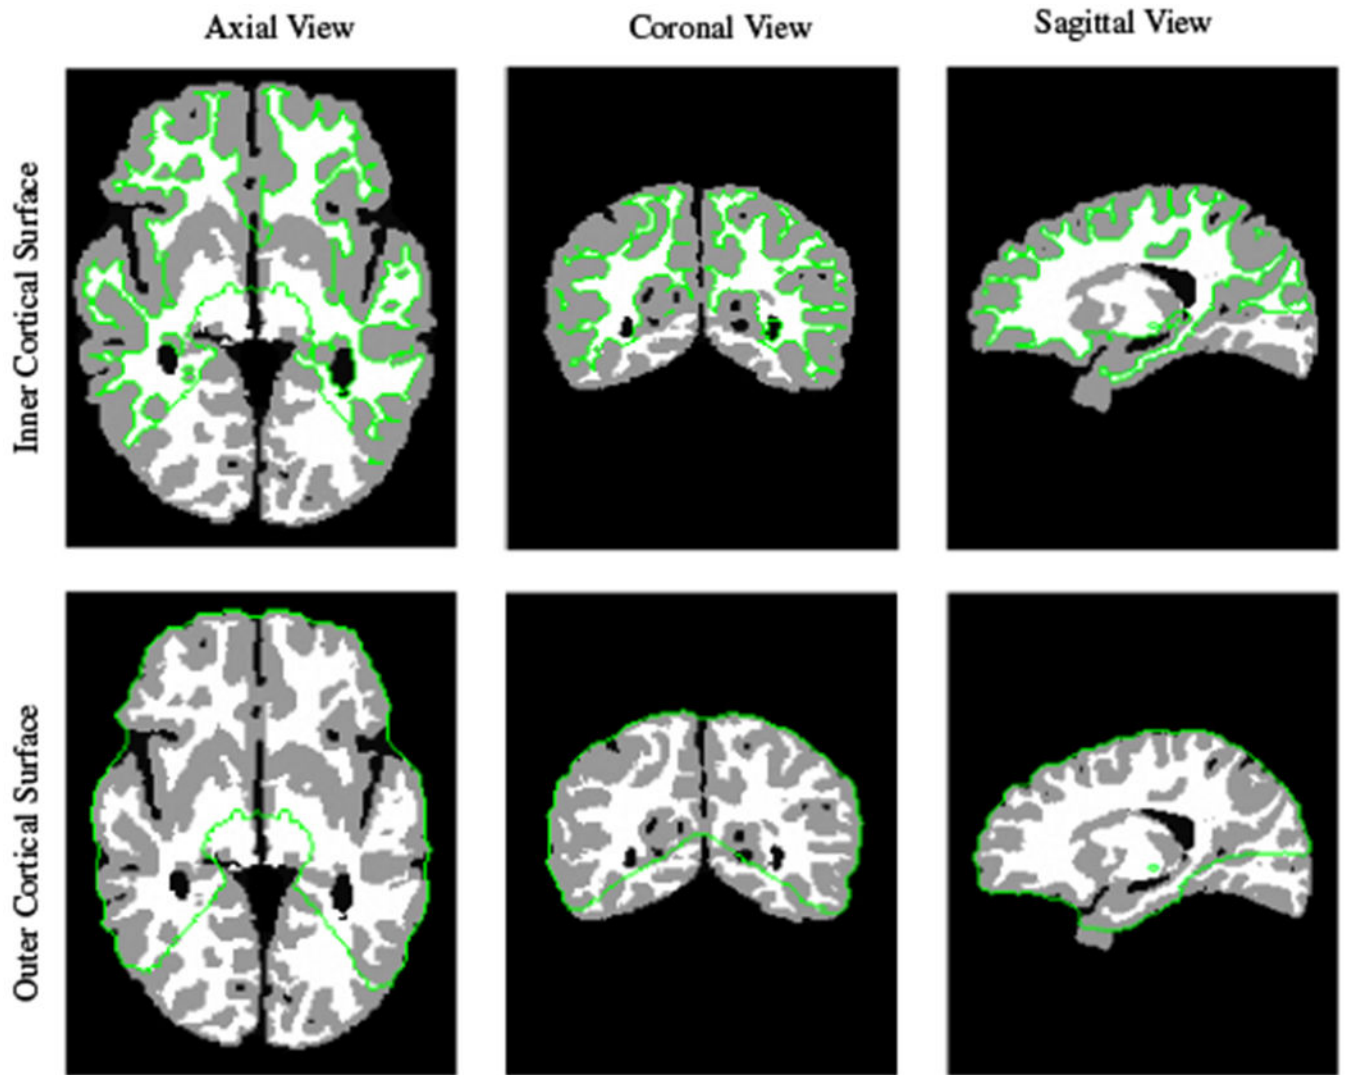 Axial View
Coronal View
Sagittal View
Inner Cortical Surface
Outer Cortical Surface